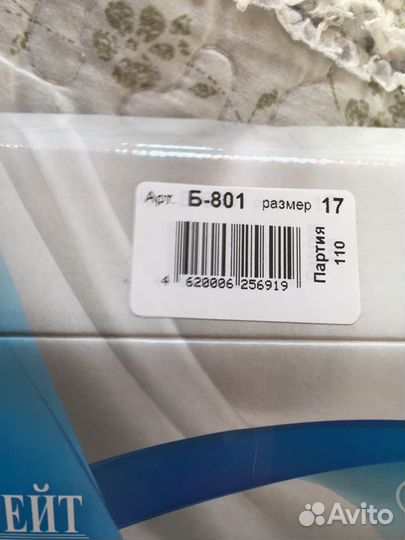 Арт. Б-801 размер 17
4 620006 256919
Партия
110
ЕЙТ
Avito